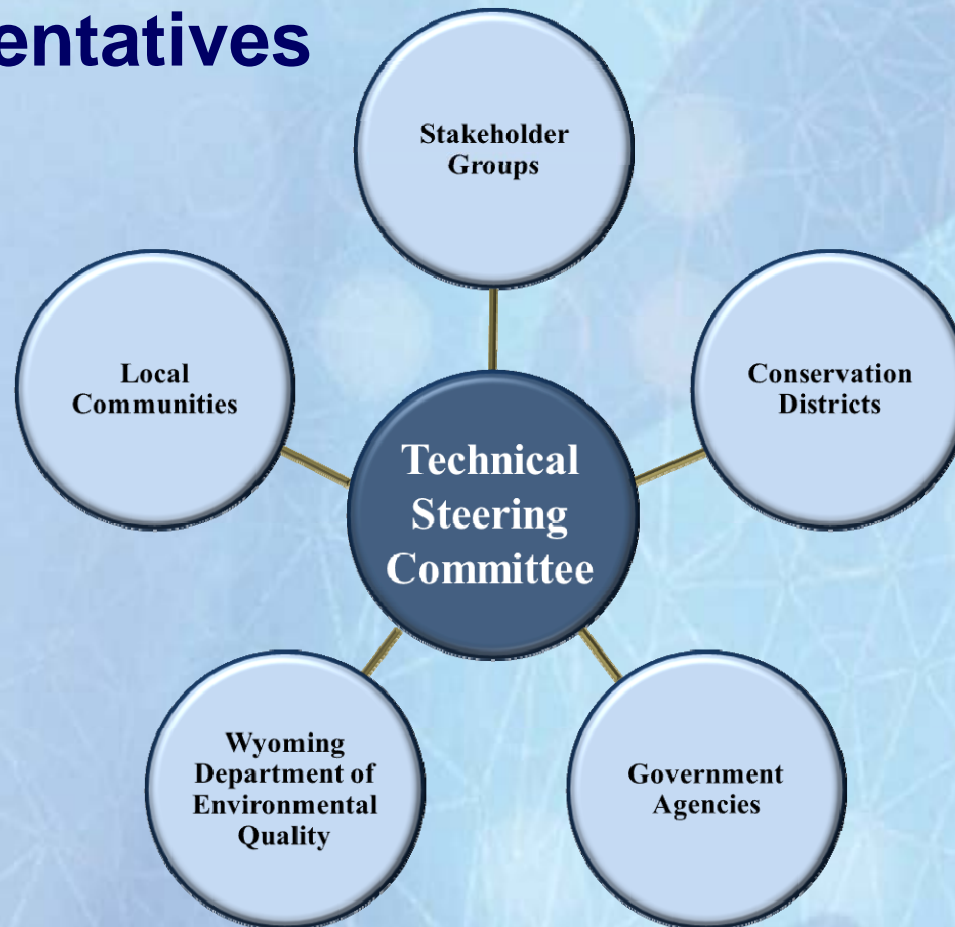 entatives
Stakeholder
Groups
Local
Communities
Conservation
Districts
Technical
Steering
Committee
Wyoming
Department of
Environmental
Quality
Government
Agencies